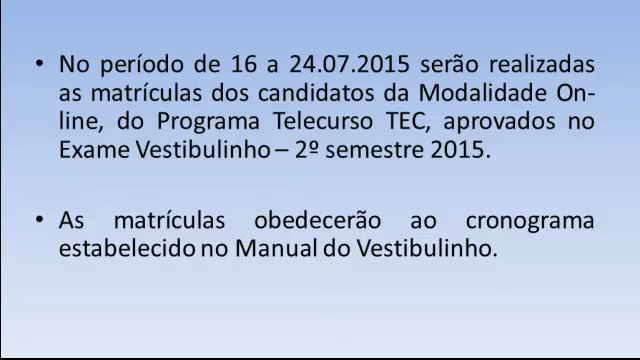 • No período de 16 a 24.07.2015 serão realizadas
as matrículas dos candidatos da Modalidade On-
line, do Programa Telecurso TEC, aprovados no
Exame Vestibulinho – 2º semestre 2015.
• As matrículas obedecerão ao cronograma
estabelecido no Manual do Vestibulinho.